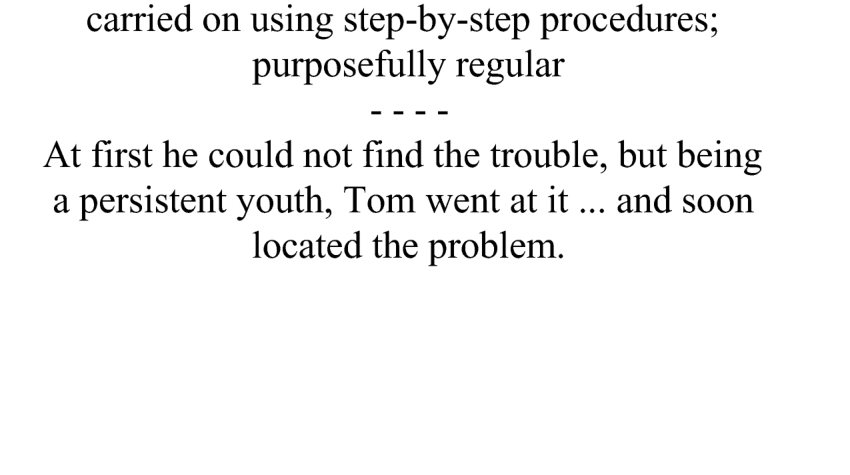 carried on using step-by-step procedures;
purposefully regular
- - - -
At first he could not find the trouble, but being
a persistent youth, Tom went at it ... and soon
located the problem.